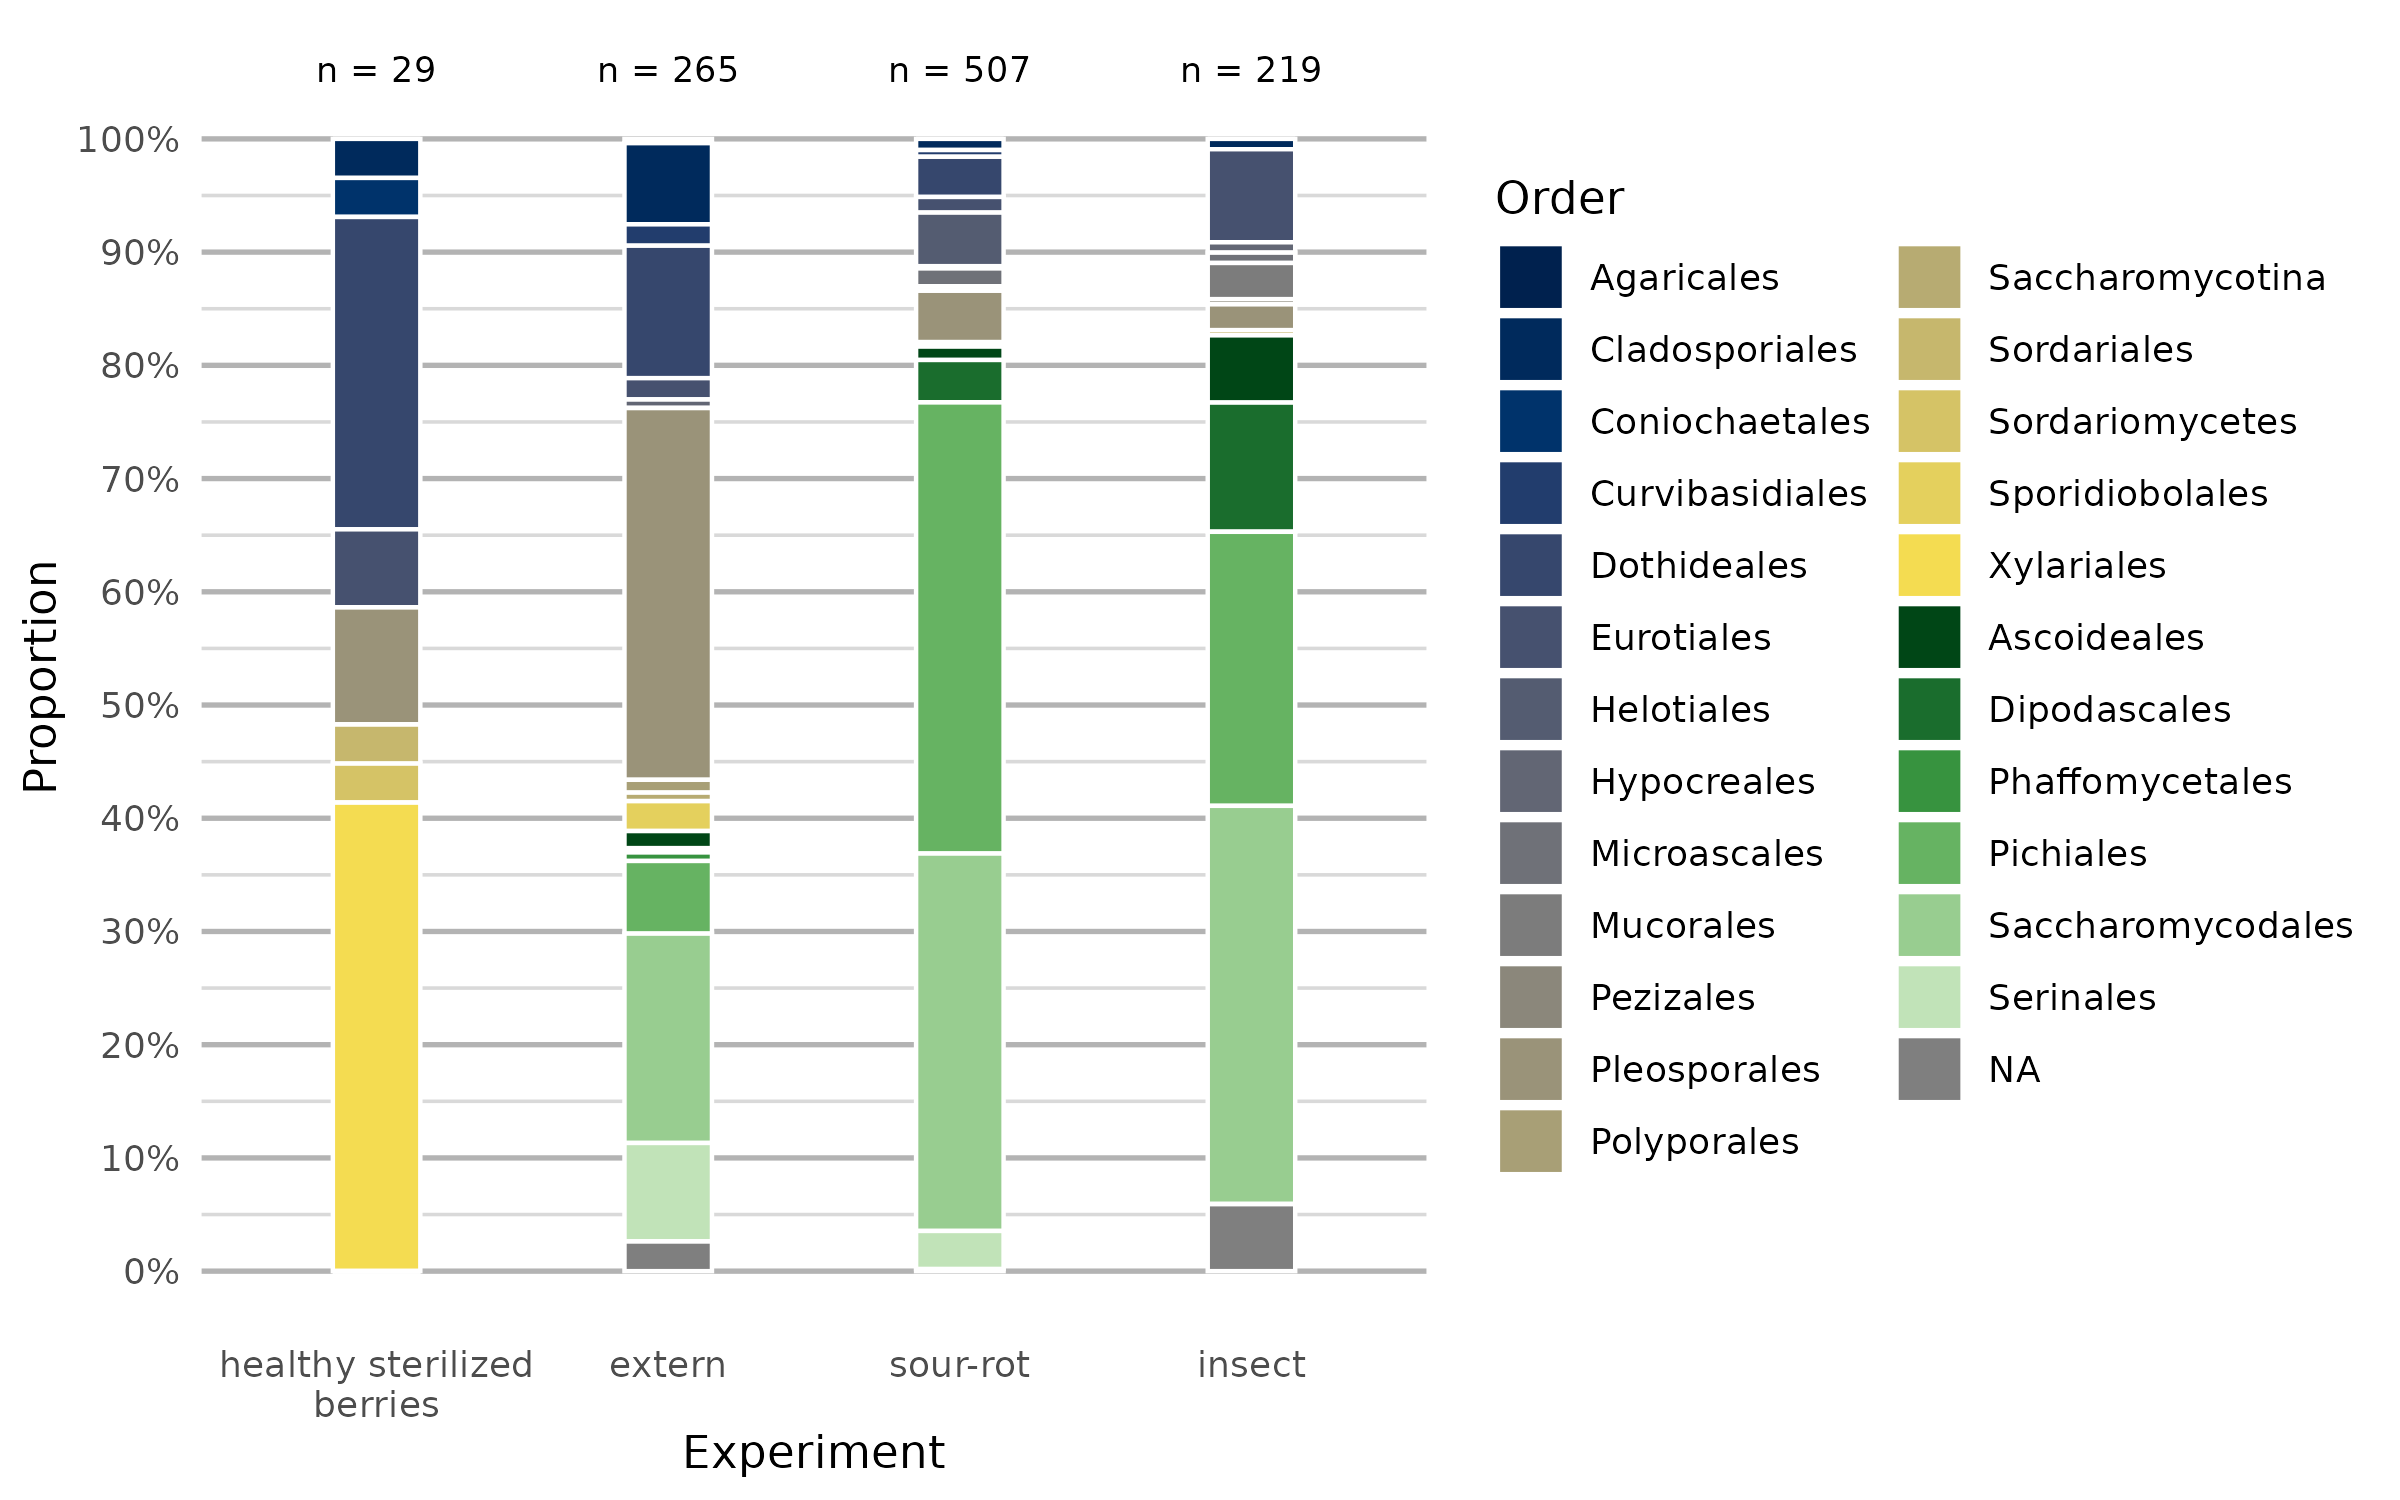 n = 29
n = 265
n = 507
n = 219
100%
90%
80%
70%
60%
50%
40%
30%
20%
10%
0%
Proportion
healthy sterilized
berries
extern
sour-rot
insect
Experiment
Order
Agaricales
Cladosporiales
Coniochaetales
Curvibasidiales
Dothideales
Eurotiales
Helotiales
Hypocreales
Microascales
Mucorales
Pezizales
Pleosporales
Polyporales
Saccharomycotina
Sordariales
Sordariomycetes
Sporidiobolales
Xylariales
Ascoideales
Dipodascales
Phaffomycetales
Pichiales
Saccharomycodales
Serinales
NA